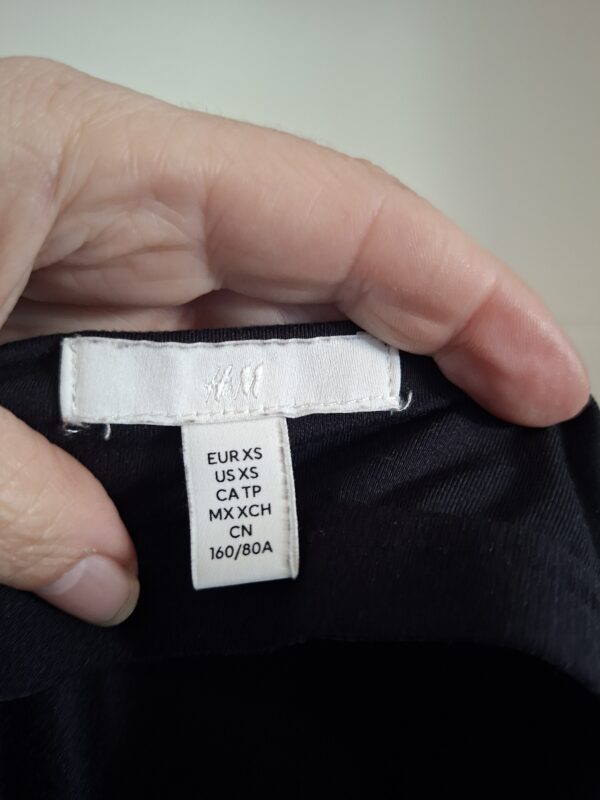 H&M
EUR XS
US XS
CA TP
MX XCH
CN
160/80A